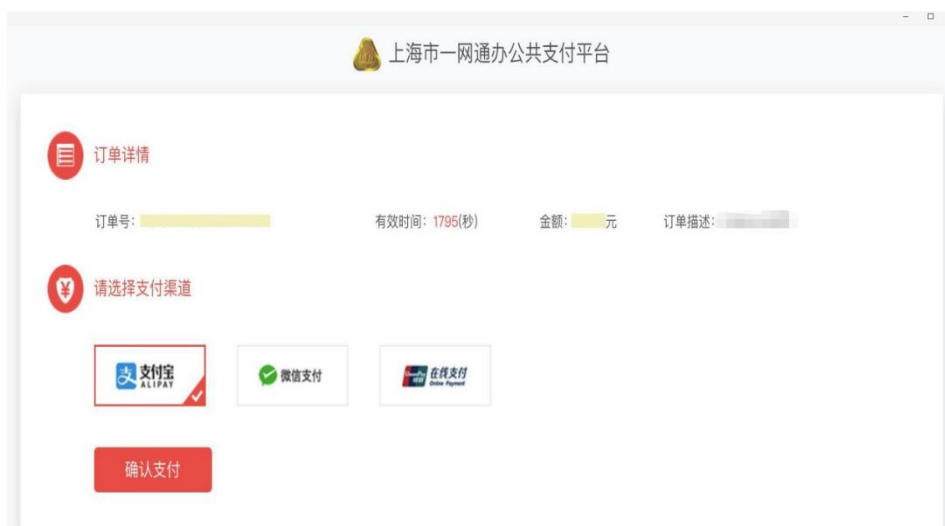 上海市一网通办公共支付平台
订单详情
订单号： 有效时间：1795(秒) 金额： 元 订单描述：
请选择支付渠道
支付宝 微信支付 在线支付
ALIPAY Online Payment
确认支付